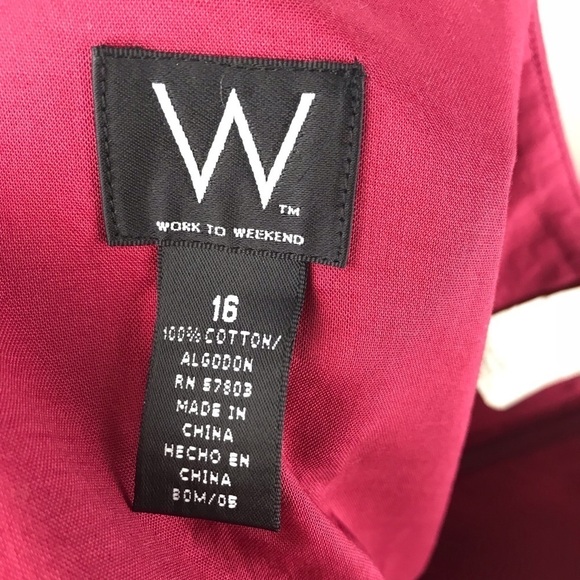 W
TM
WORK TO WEEKEND
16
100% COTTON/
ALGODON
RN 57803
MADE IN
CHINA
HECHO EN
CHINA
BOM/05